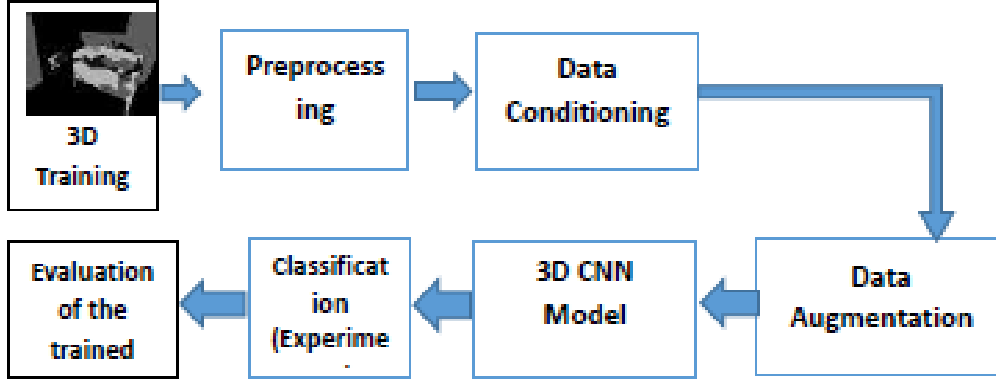 3D
Training
Preprocess
ing
Data
Conditioning
Data
Augmentation
3D CNN
Model
Classificat
ion
(Experime
Evaluation
of the
trained